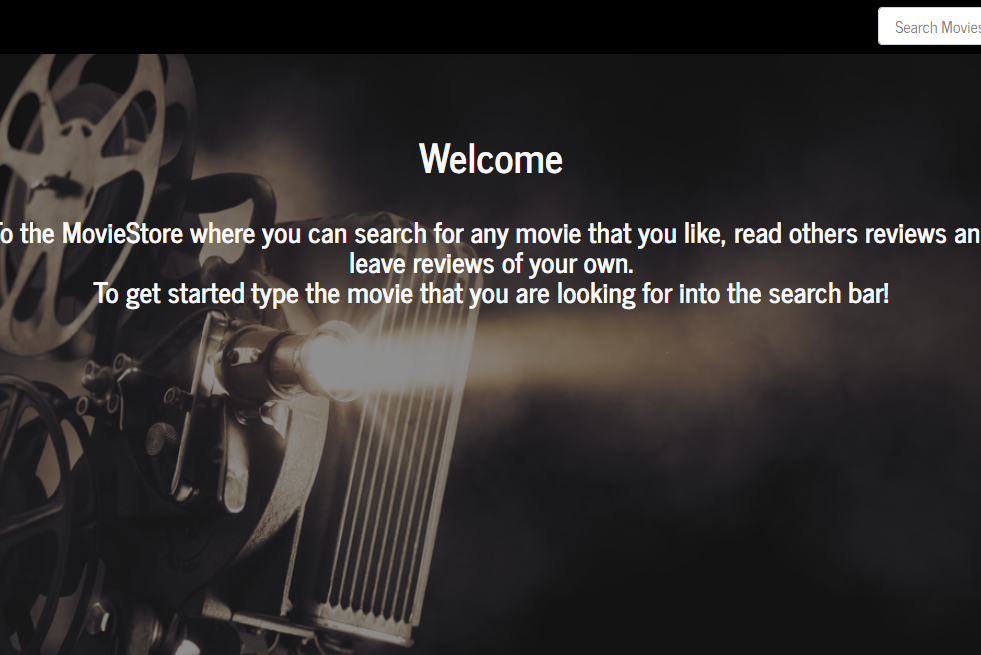 Search Movies
Welcome
To the MovieStore where you can search for any movie that you like, read others reviews an
leave reviews of your own.
To get started type the movie that you are looking for into the search bar!